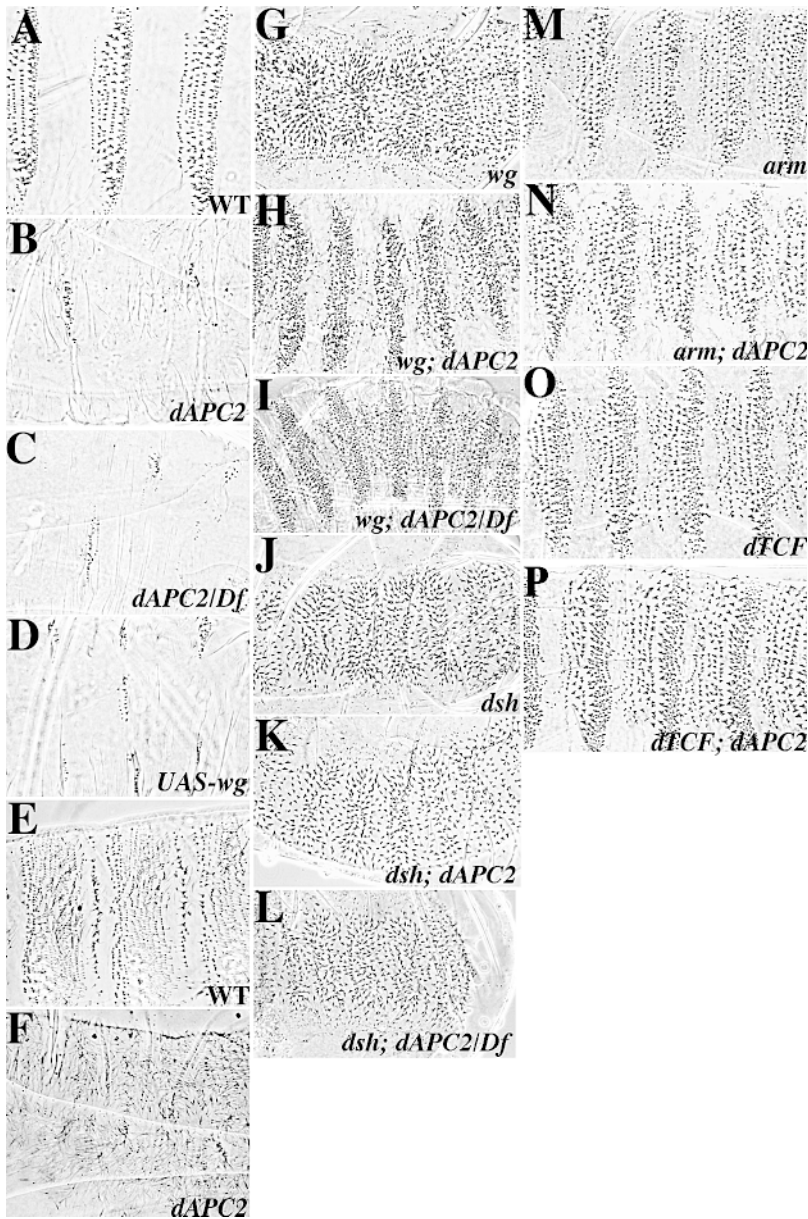 A
WT
B
dAPC2
C
dAPC2/Df
D
UAS-wg
E
WT
F
dAPC2
G
wg
H
wg; dAPC2
I
wg; dAPC2/Df
J
dsh
K
dsh; dAPC2
L
dsh; dAPC2/Df
M
arm
N
arm; dAPC2
O
dTCF
P
dTCF; dAPC2